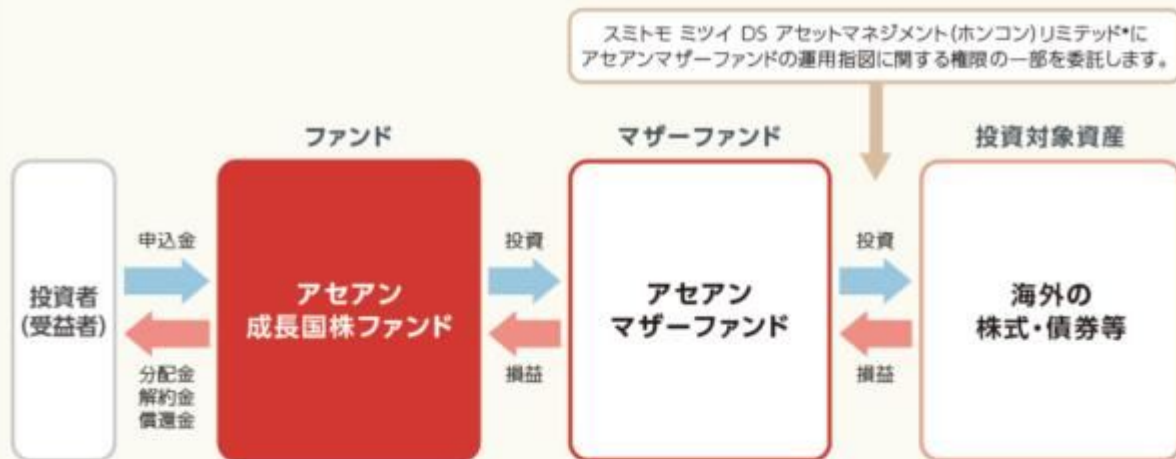 スミトモ ミツイ DS アセットマネジメント(ホンコン)リミテッド*に
アセアンマザーファンドの運用指図に関する権限の一部を委託します。
ファンド
マザーファンド
投資対象資産
投資者
(受益者)
申込金
分配金
解約金
償還金
アセアン
成長国株ファンド
投資
損益
アセアン
マザーファンド
投資
損益
海外の
株式・債券等